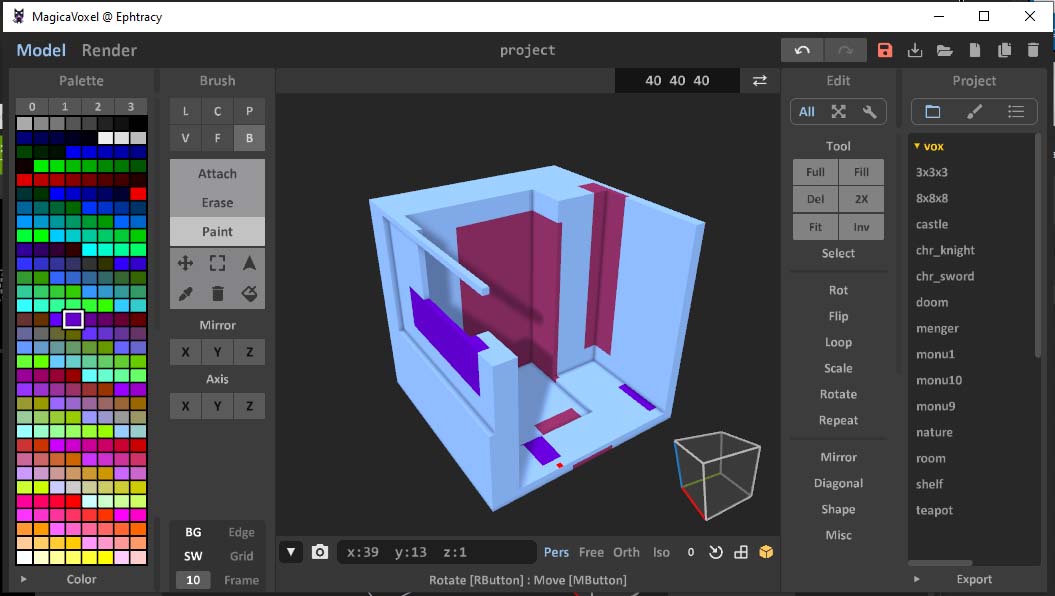 MagicaVoxel @ Ephtracy
Model Render
project
Palette
0 1 2 3
Color
Brush
L C P
V F B
Attach
Erase
Paint
Mirror
X Y Z
Axis
X Y Z
BG Edge
SW Grid
10 Frame
40 40 40
x:39 y:13 z:1
Pers Free Orth Iso 0
Rotate [RButton] : Move [MButton]
Edit
All
Tool
Full Fill
Del 2X
Fit Inv
Select
Rot
Flip
Loop
Scale
Rotate
Repeat
Mirror
Diagonal
Shape
Misc
Project
vox
3x3x3
8x8x8
castle
chr_knight
chr_sword
doom
menger
monu1
monu10
monu9
nature
room
shelf
teapot
Export